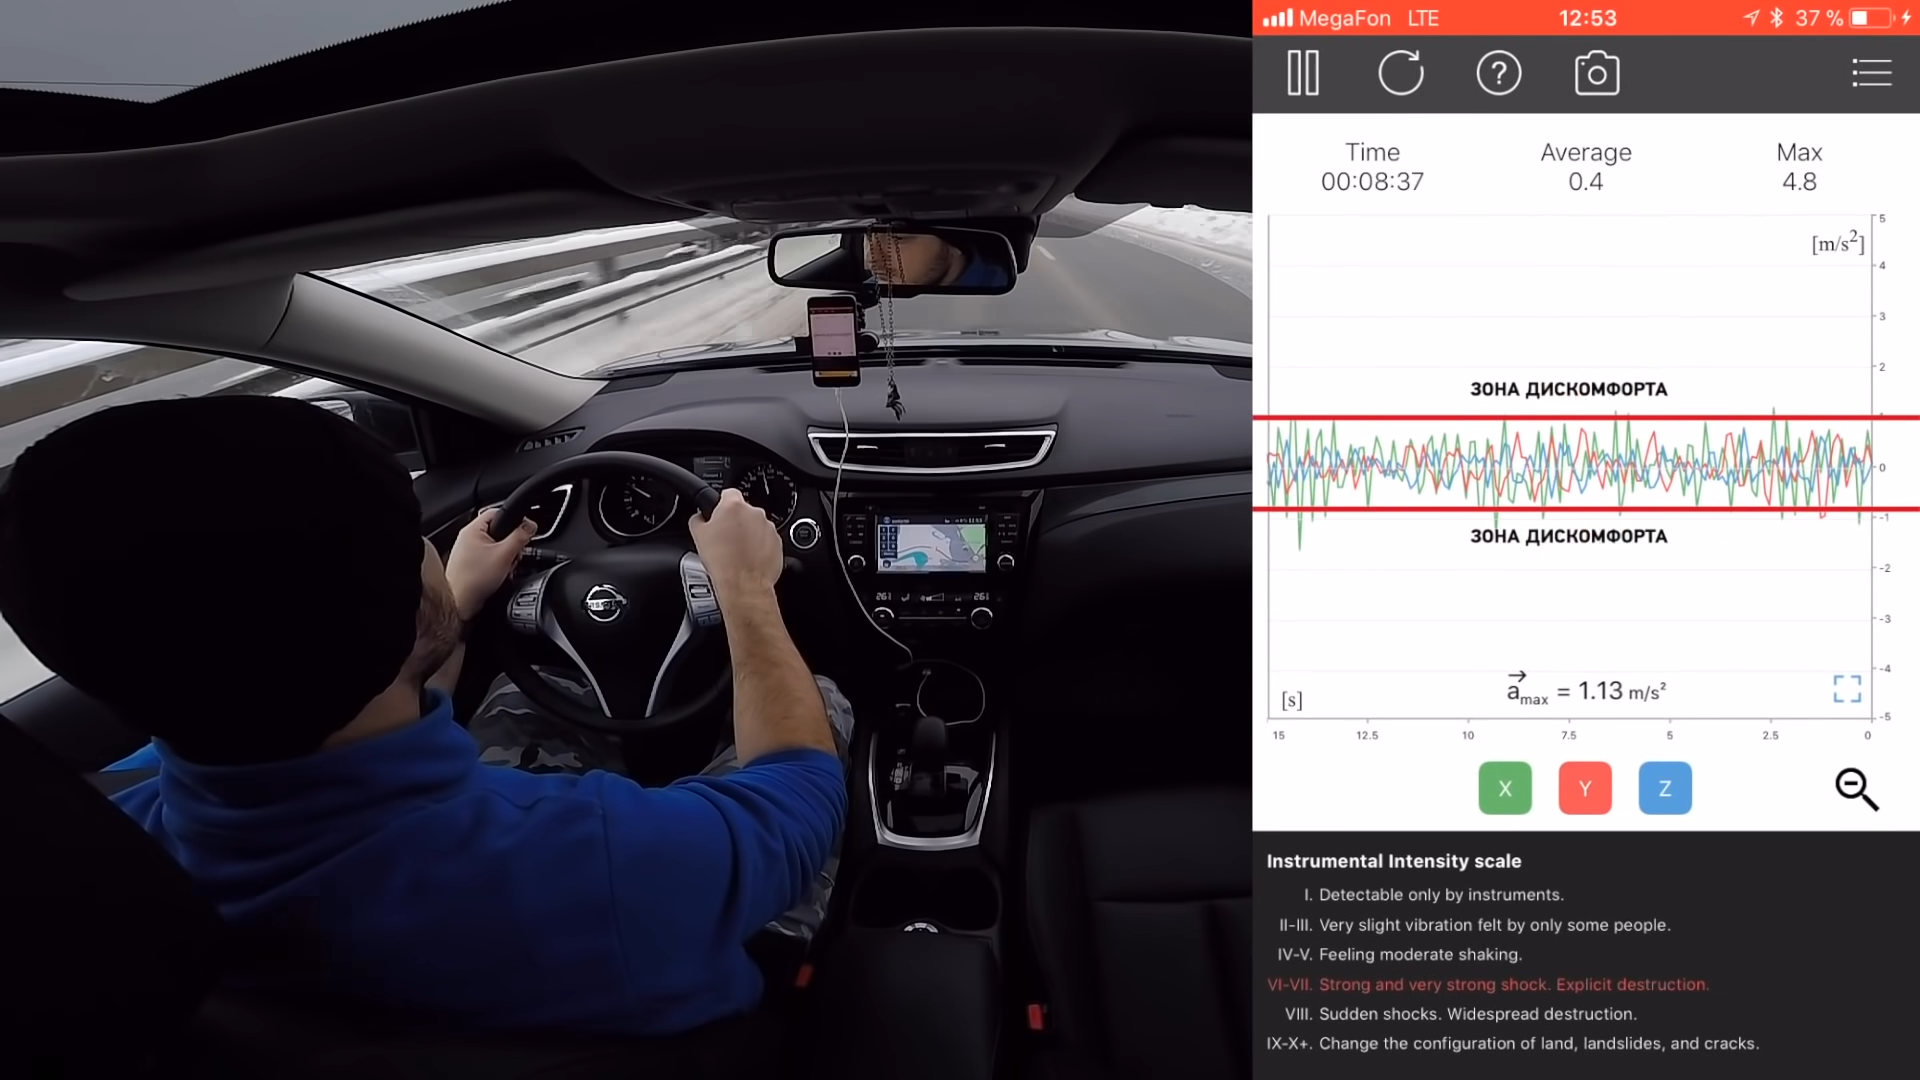 MegaFon LTE 12:53 37 %
?
Time Average Max
00:08:37 0.4 4.8
5
[m/s²]
4
3
2
ЗОНА ДИСКОМФОРТА
0
-1
ЗОНА ДИСКОМФОРТА
-2
-3
-4
a max = 1.13 m/s²
[s]
-5
15 12.5 10 7.5 5 2.5 0
X Y Z
Instrumental Intensity scale
I. Detectable only by instruments.
II-III. Very slight vibration felt by only some people.
IV-V. Feeling moderate shaking.
VI-VII. Strong and very strong shock. Explicit destruction.
VIII. Sudden shocks. Widespread destruction.
IX-X+. Change the configuration of land, landslides, and cracks.
NISSAN
261 261